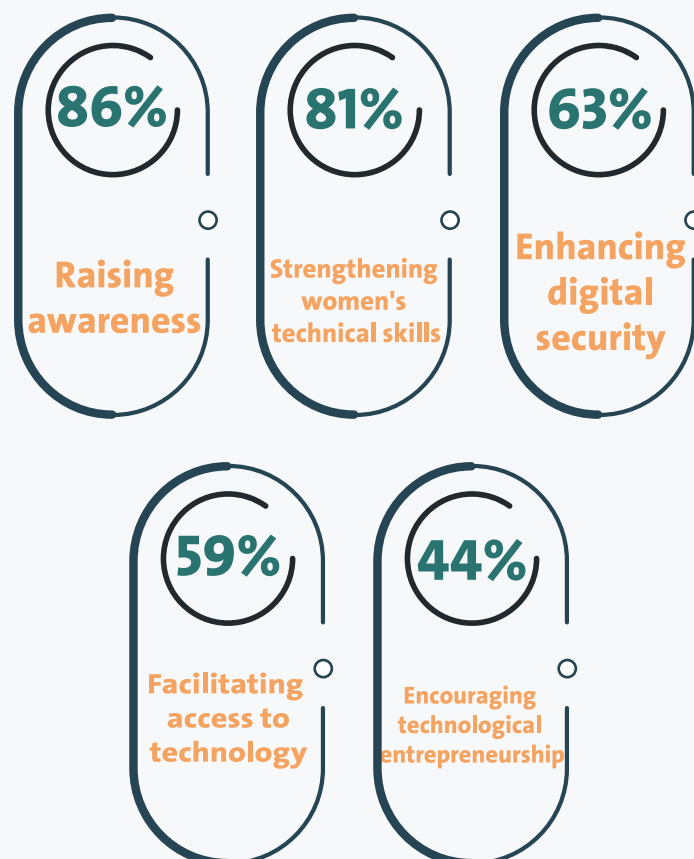 86%
Raising
awareness
81%
Strengthening
women's
technical skills
63%
Enhancing
digital
security
59%
Facilitating
access to
technology
44%
Encouraging
technological
entrepreneurship